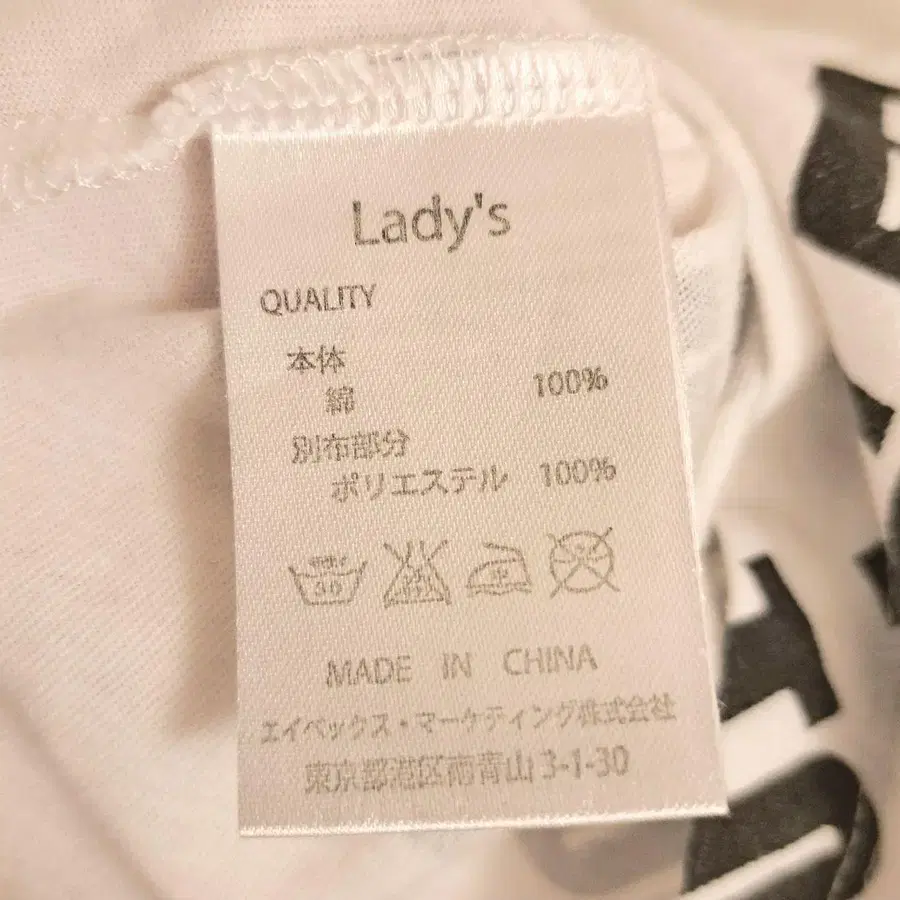 Lady's
QUALITY
本体
綿 100%
別布部分
ポリエステル 100%
MADE IN CHINA
エイベックス・マーケティング株式会社
東京都港区南青山 3-1-30